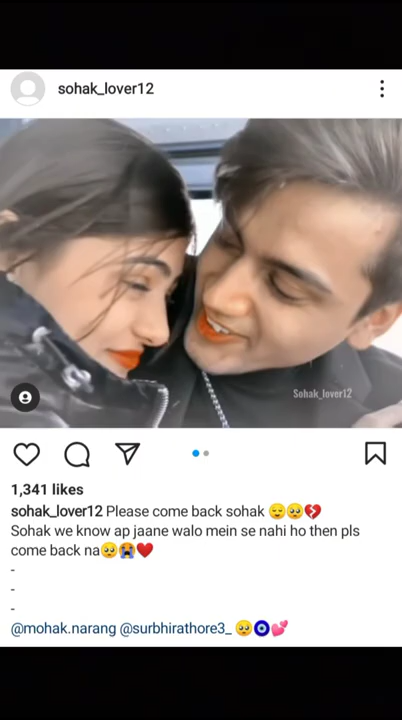 sohak_lover12
Sohak_lover12
1,341 likes
sohak_lover12 Please come back sohak 😌🥺💔
Sohak we know ap jaane walo mein se nahi ho then pls
come back na🥺😭❤️
-
-
-
@mohak.narang @surbhirathore3_ 🥺🧿💕